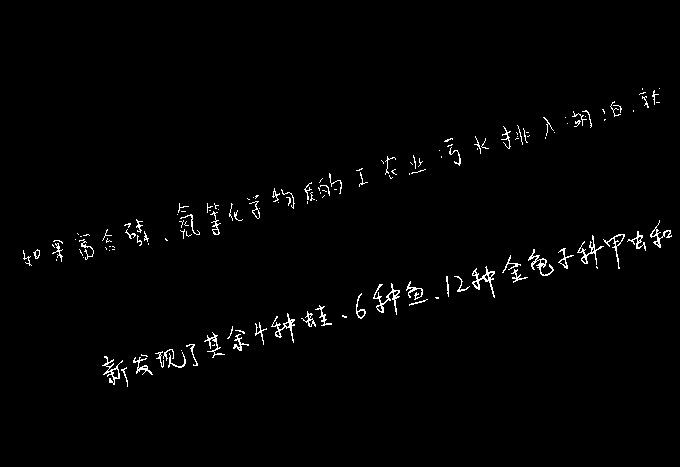 如果富含磷、氮等化学物质的工农业污水排入湖泊,就
新发现了其余4种蛙、6种鱼、12种金龟子科甲虫和